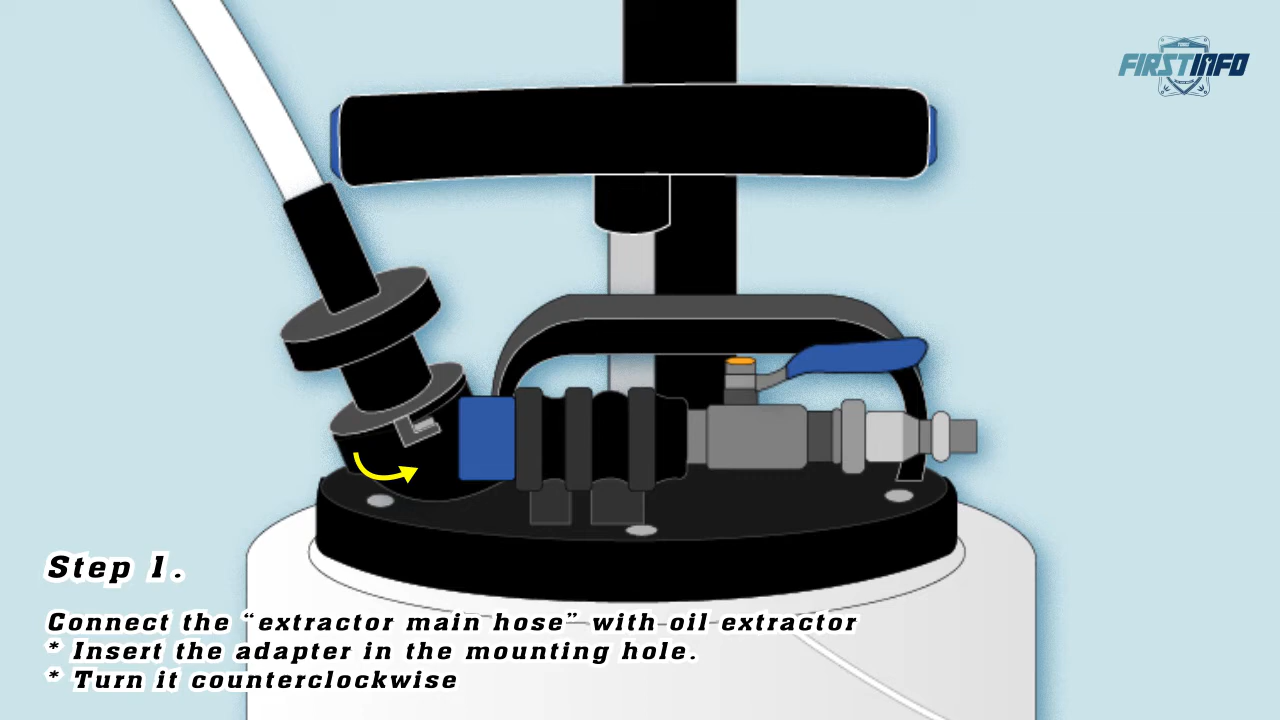 FIRSTINFO
Step 1.
Connect the “extractor main hose” with oil extractor
* Insert the adapter in the mounting hole.
* Turn it counterclockwise